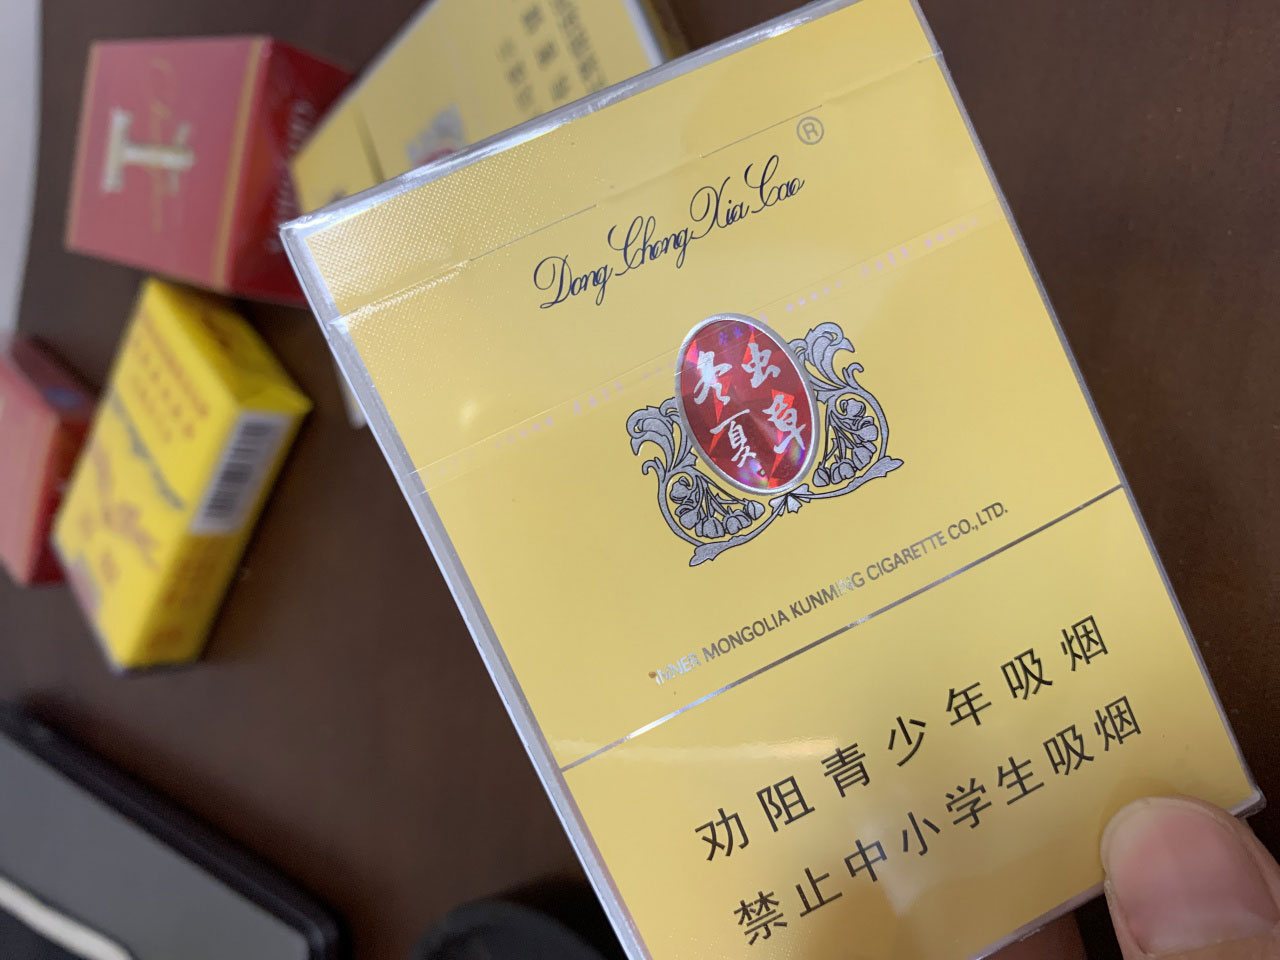 Dong Chong Xia Cao
®
冬虫
夏草
INNER MONGOLIA KUNMING CIGARETTE CO.,LTD.
劝阻青少年吸烟
禁止中小学生吸烟